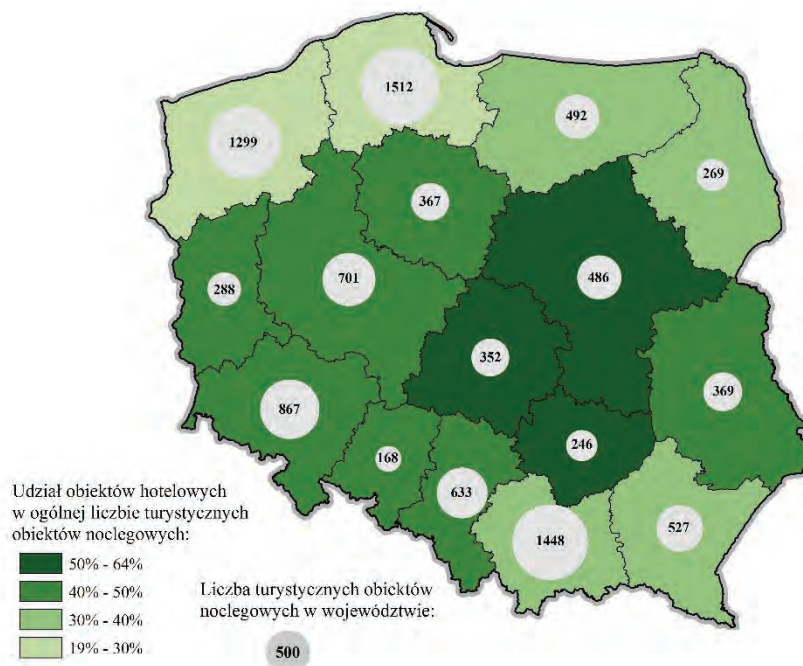 1512
1299
492
269
367
701
288
486
352
369
867
168
246
633
1448
527
Udział obiektów hotelowych
w ogólnej liczbie turystycznych
obiektów noclegowych:
50% - 64%
40% - 50%
30% - 40%
19% - 30%
Liczba turystycznych obiektów
noclegowych w województwie:
500